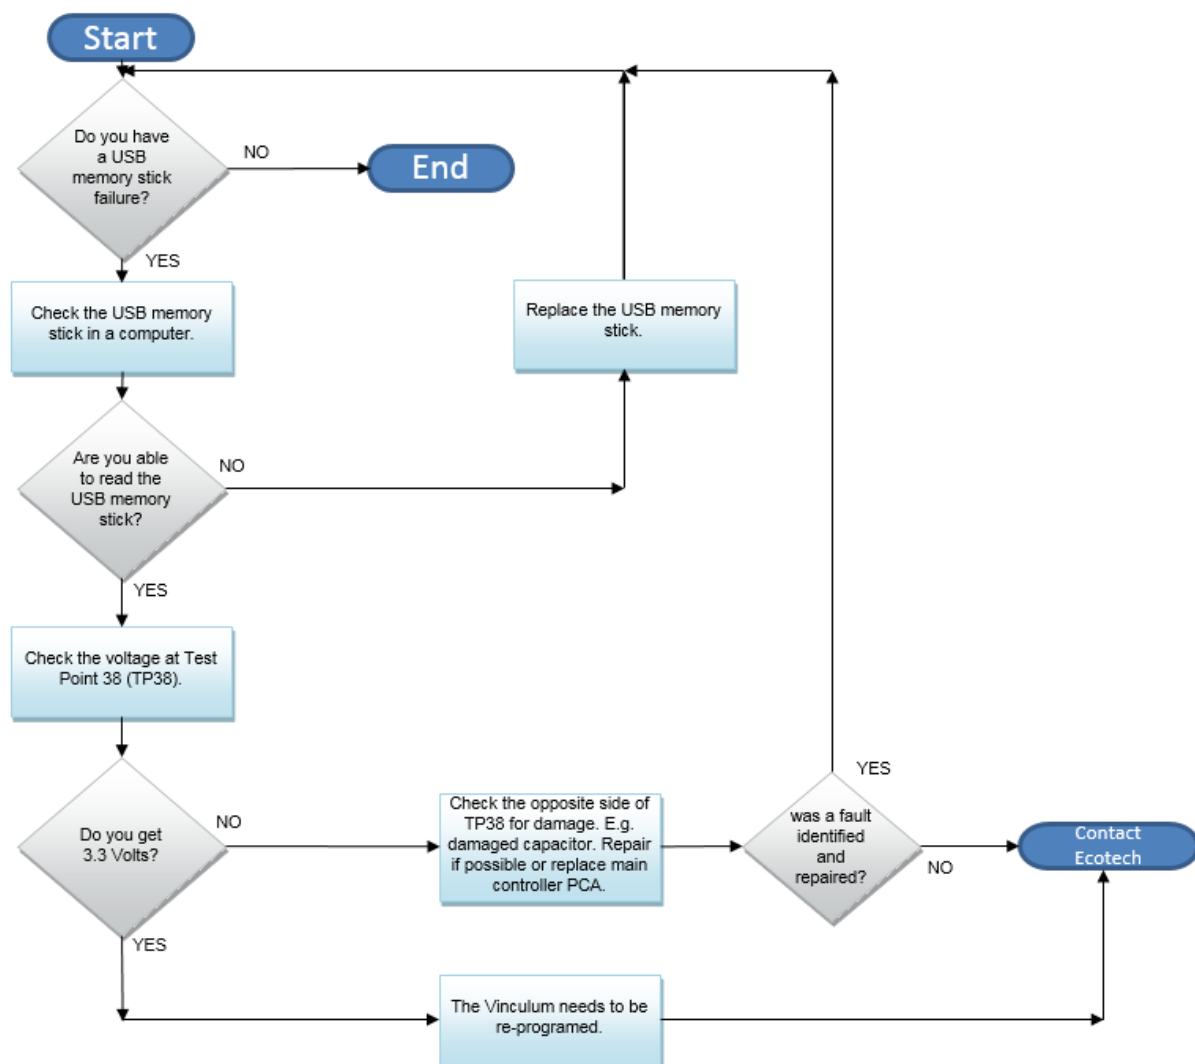 Start
Do you have
a USB
memory stick
failure?
NO
End
YES
Check the USB memory
stick in a computer.
Replace the USB memory
stick.
Are you able
to read the
USB memory
stick?
NO
YES
Check the voltage at Test
Point 38 (TP38).
Do you get
3.3 Volts?
NO
Check the opposite side of
TP38 for damage. E.g.
damaged capacitor. Repair
if possible or replace main
controller PCA.
YES
was a fault
identified
and
repaired?
NO
Contact
Ecotech
YES
The Vinculum needs to be
re-programed.